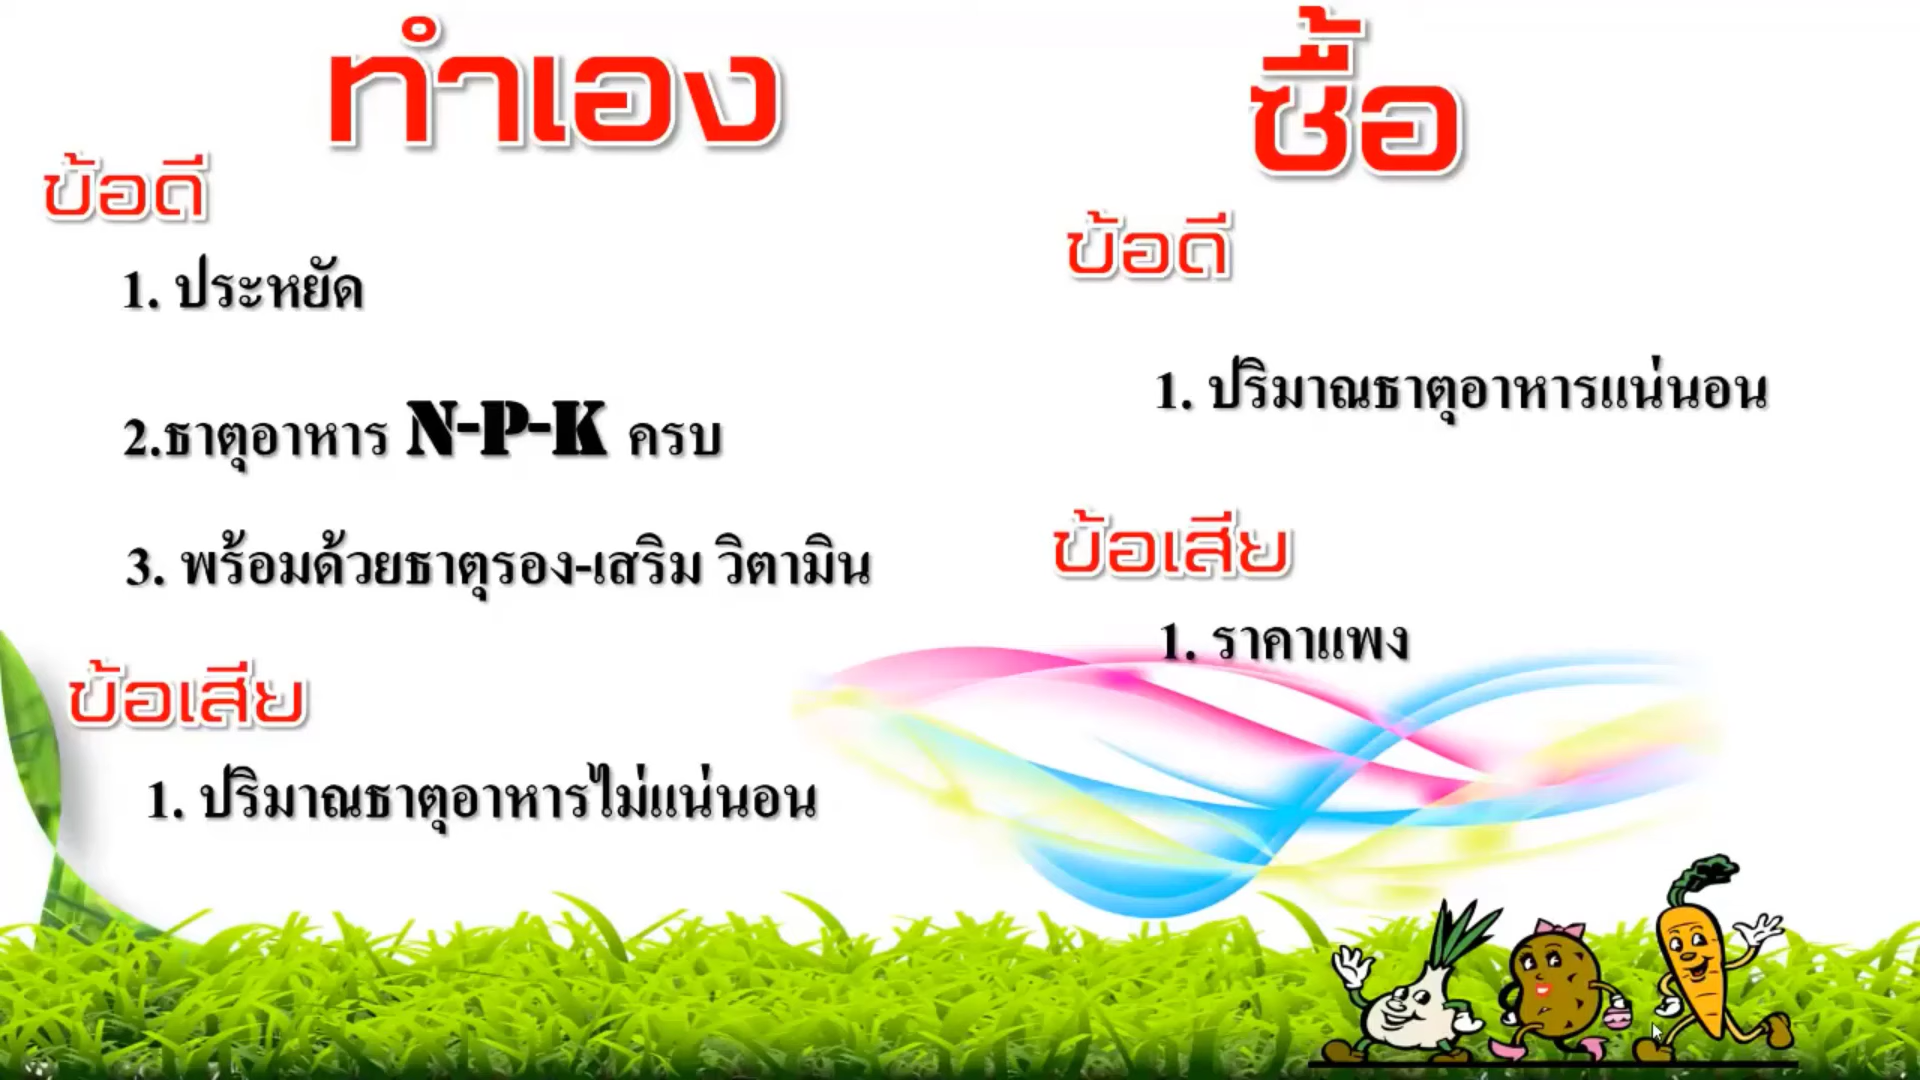 ทำเอง
ข้อดี
1. ประหยัด
2.ธาตุอาหาร N-P-K ครบ
3. พร้อมด้วยธาตุรอง-เสริม วิตามิน
ข้อเสีย
1. ปริมาณธาตุอาหารไม่แน่นอน
ซื้อ
ข้อดี
1. ปริมาณธาตุอาหารแน่นอน
ข้อเสีย
1. ราคาแพง